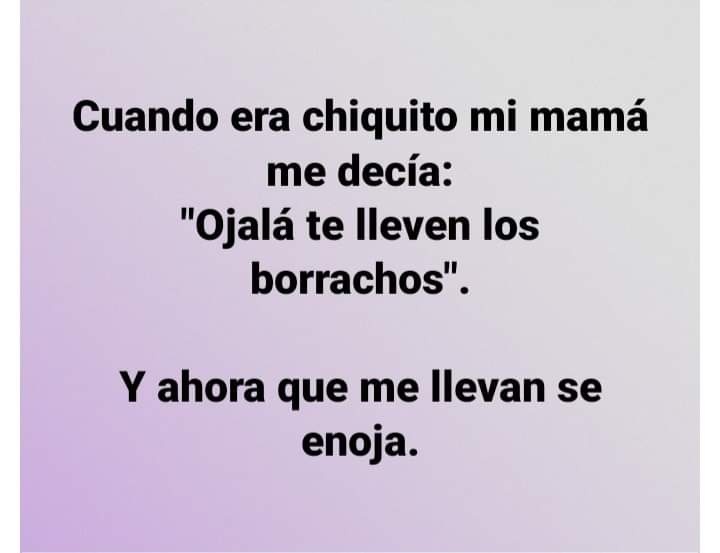 Cuando era chiquito mi mamá
me decía:
"Ojalá te lleven los
borrachos".
Y ahora que me llevan se
enoja.